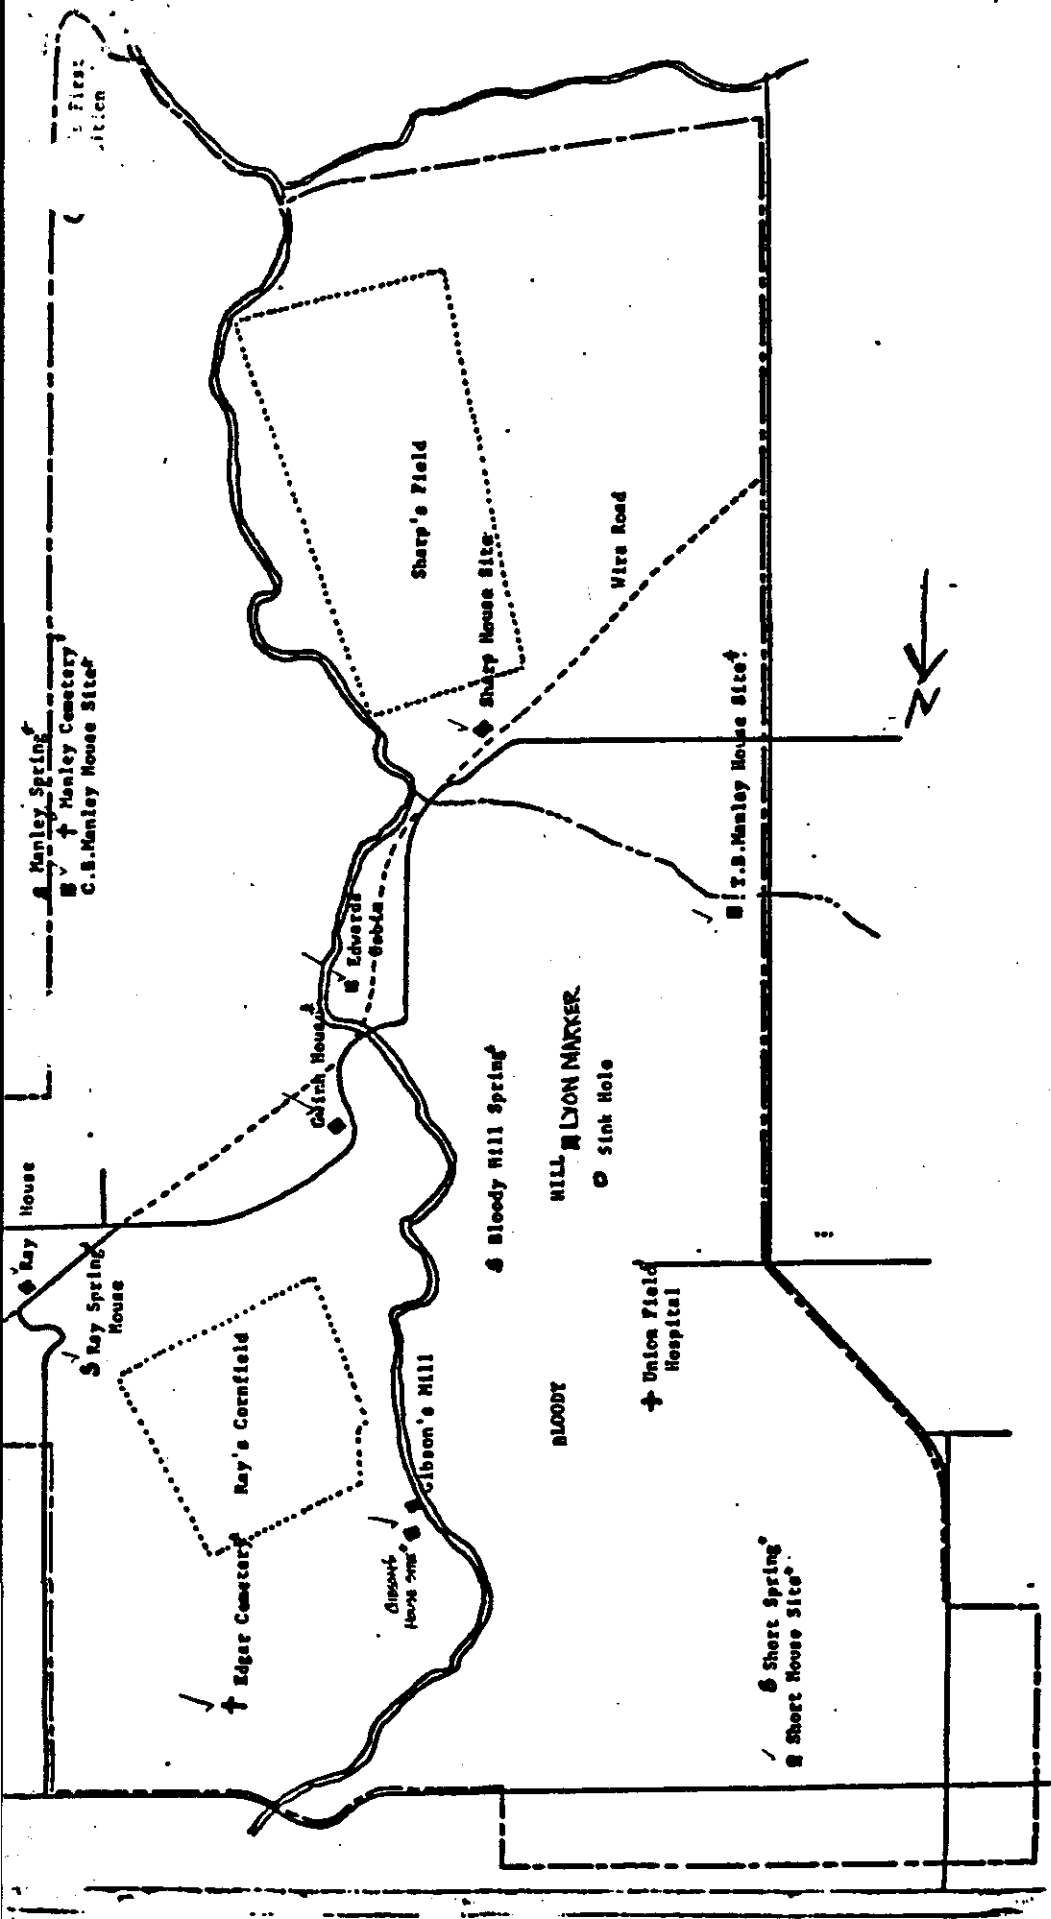 Manley Spring
Manley Cemetery
C.B.Manley House Site
's First
Sharp's Field
Sharp House Site
Wire Road
T.B.Manley House Site
N
Edwards
Cabin
Gwinn House
Ray House
Ray Spring
House
Ray's Cornfield
Edgar Cemetery
Gibson's Mill
Gibson's
House Site
Bloody Hill Spring
BLOODY
HILL
LYON MARKER
Sink Hole
Union Field
Hospital
Short Spring
Short House Site